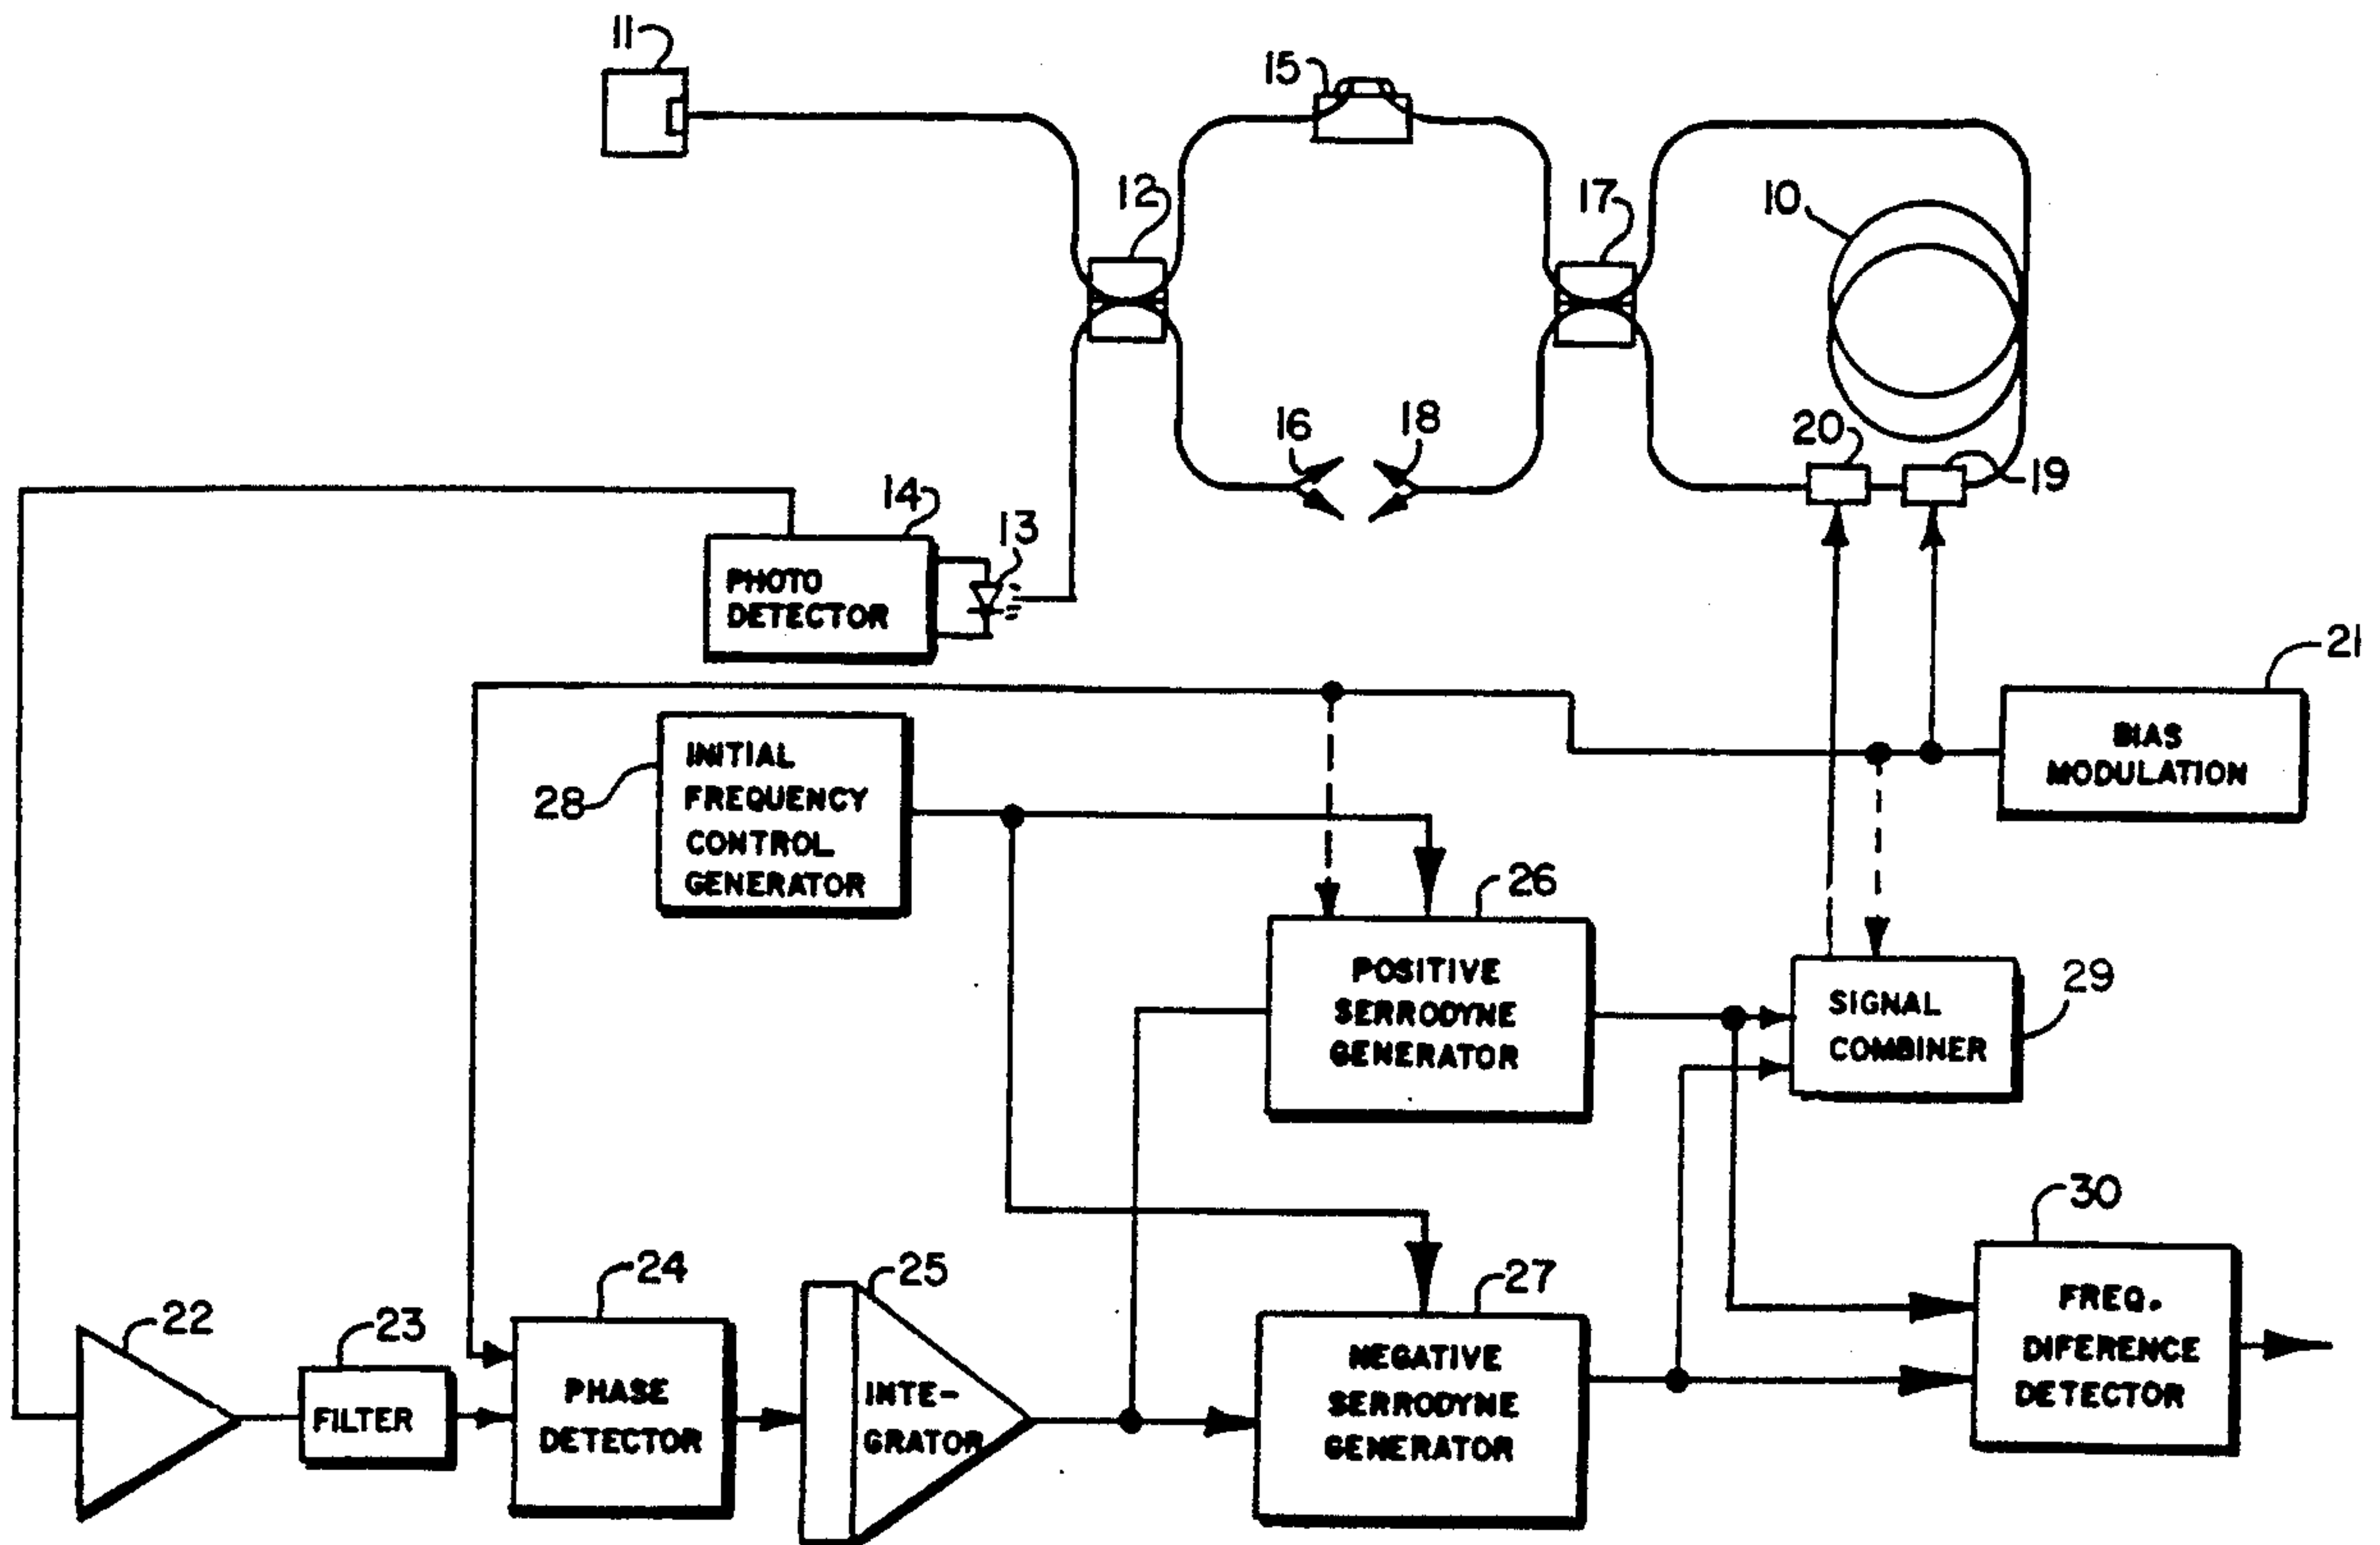 11
15
12
17
10
16
18
20
19
14
13
PHOTO
DETECTOR
21
BIAS
MODULATION
28
INITIAL
FREQUENCY
CONTROL
GENERATOR
26
POSITIVE
SERRODYNE
GENERATOR
29
SIGNAL
COMBINER
22
23
FILTER
24
PHASE
DETECTOR
25
INTE-
GRATOR
27
NEGATIVE
SERRODYNE
GENERATOR
30
FREQ.
DIFERENCE
DETECTOR